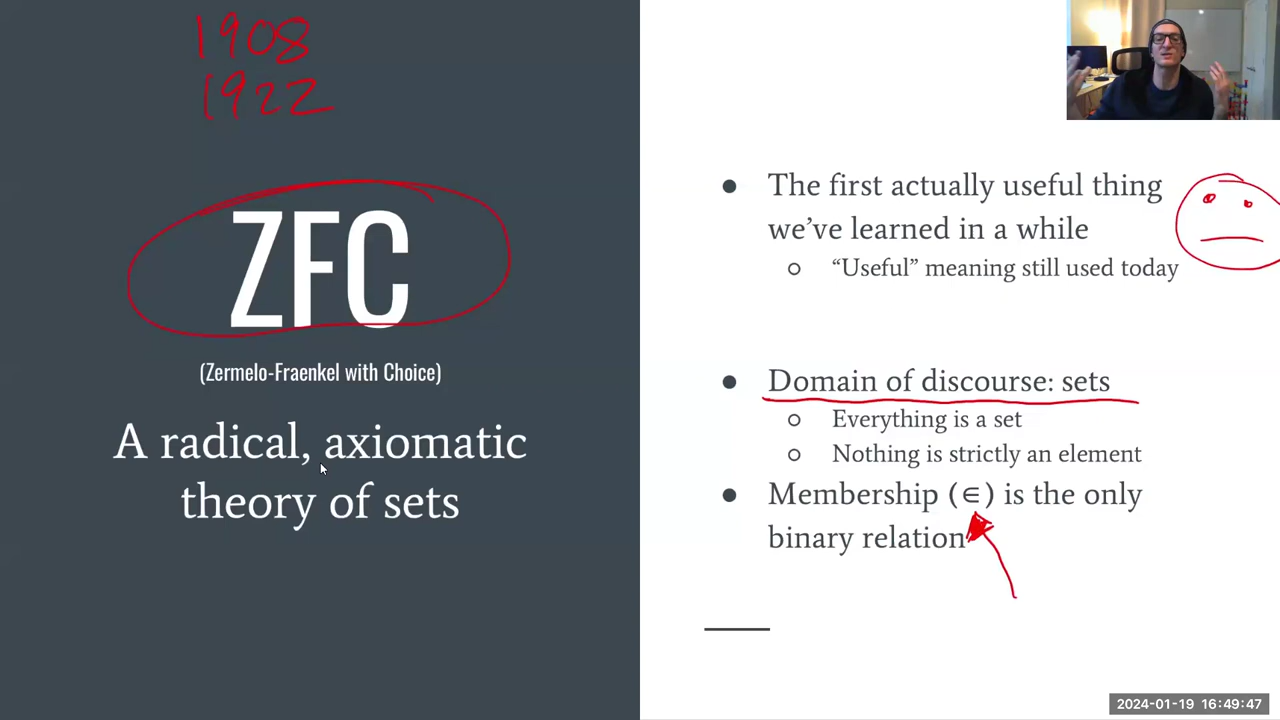 1908
1922
ZFC
(Zermelo-Fraenkel with Choice)
A radical, axiomatic
theory of sets
● The first actually useful thing
we’ve learned in a while
○ “Useful” meaning still used today
● Domain of discourse: sets
○ Everything is a set
○ Nothing is strictly an element
● Membership (∈) is the only
binary relation
2024-01-19 16:49:47